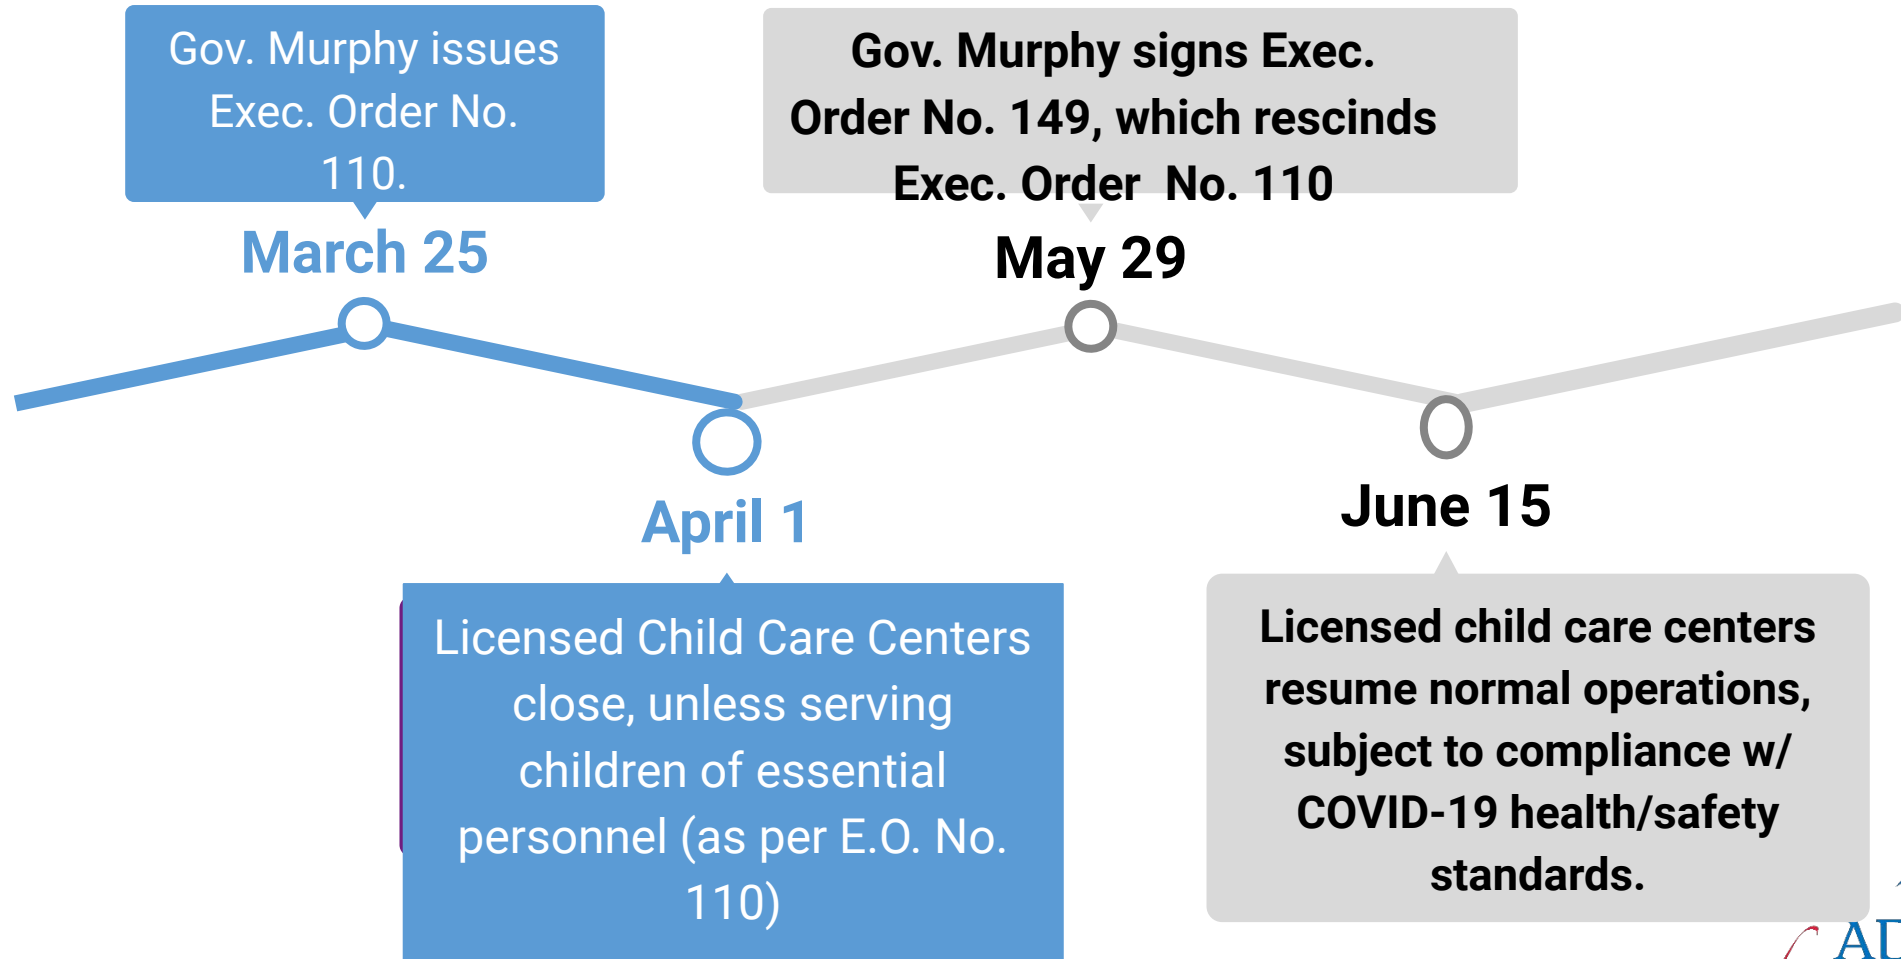 Gov. Murphy issues
Exec. Order No.
110.
March 25
Gov. Murphy signs Exec.
Order No. 149, which rescinds
Exec. Order No. 110
May 29
April 1
Licensed Child Care Centers
close, unless serving
children of essential
personnel (as per E.O. No.
110)
June 15
Licensed child care centers
resume normal operations,
subject to compliance w/
COVID-19 health/safety
standards.